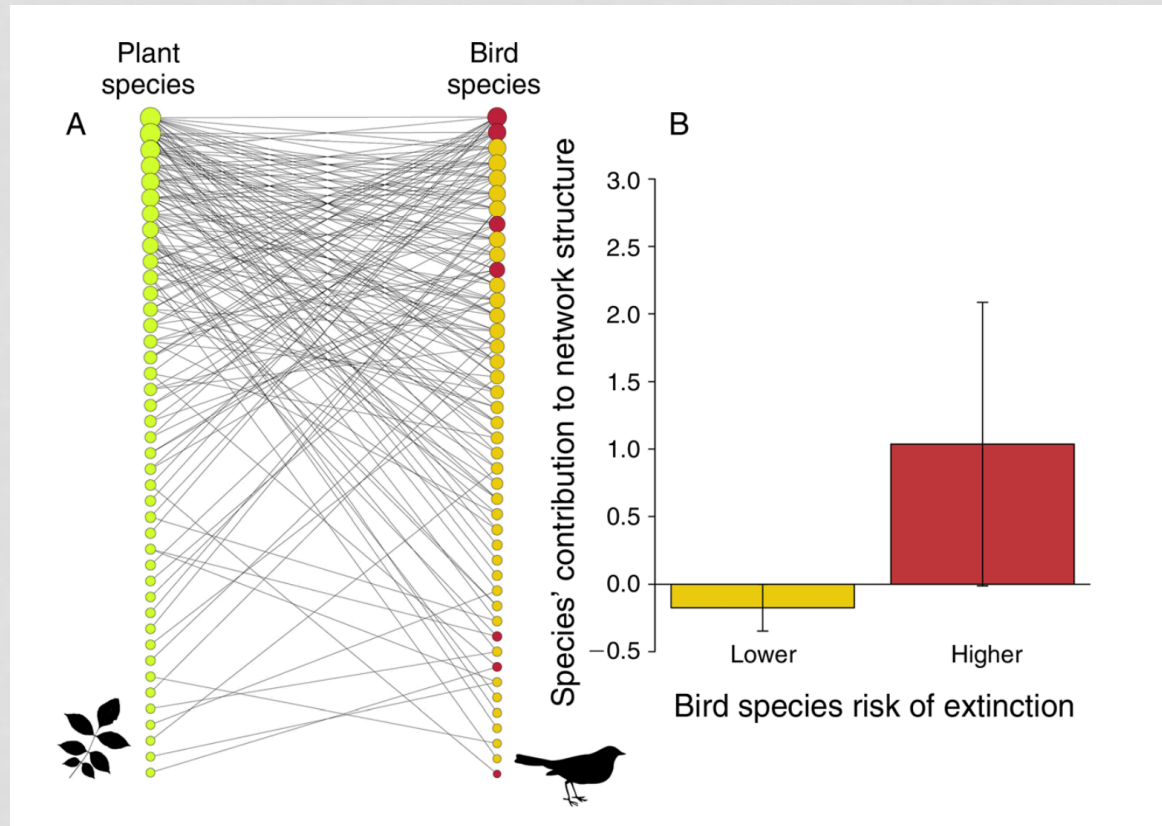 Plant
species
Bird
species
A
B
Species' contribution to network structure
3.0
2.5
2.0
1.5
1.0
0.5
0.0
−0.5
Lower
Higher
Bird species risk of extinction